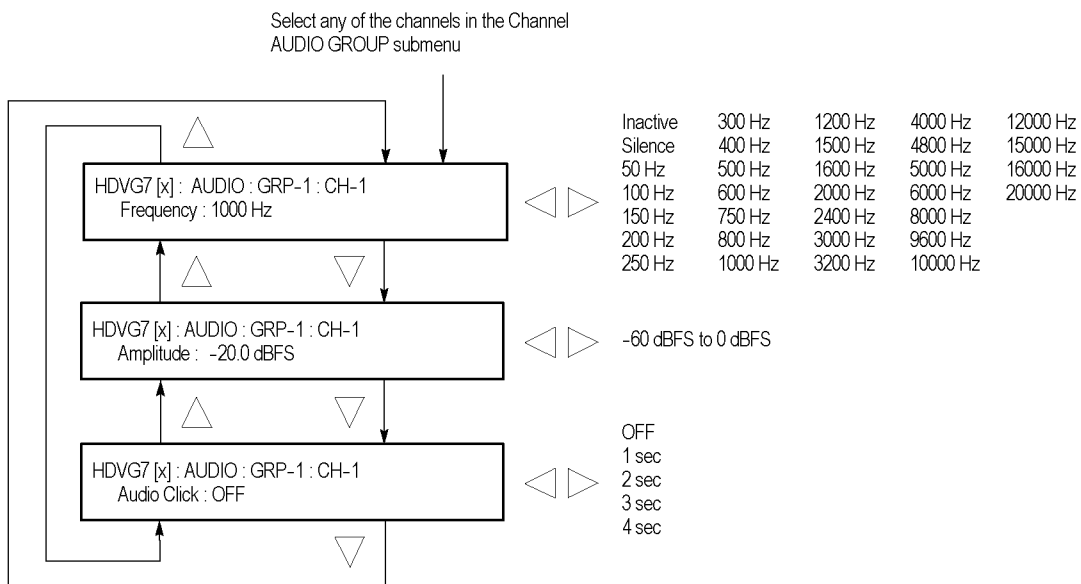 Select any of the channels in the Channel
AUDIO GROUP submenu
HDVG7 [x] : AUDIO : GRP-1 : CH-1
Frequency : 1000 Hz
Inactive 300 Hz 1200 Hz 4000 Hz 12000 Hz
Silence 400 Hz 1500 Hz 4800 Hz 15000 Hz
50 Hz 500 Hz 1600 Hz 5000 Hz 16000 Hz
100 Hz 600 Hz 2000 Hz 6000 Hz 20000 Hz
150 Hz 750 Hz 2400 Hz 8000 Hz
200 Hz 800 Hz 3000 Hz 9600 Hz
250 Hz 1000 Hz 3200 Hz 10000 Hz
HDVG7 [x] : AUDIO : GRP-1 : CH-1
Amplitude : -20.0 dBFS
-60 dBFS to 0 dBFS
HDVG7 [x] : AUDIO : GRP-1 : CH-1
Audio Click : OFF
OFF
1 sec
2 sec
3 sec
4 sec